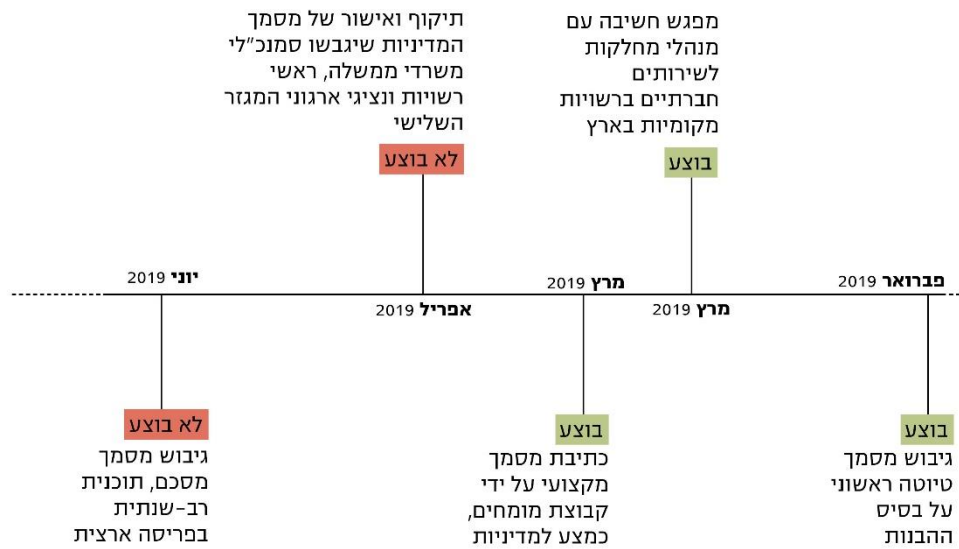 מפגש חשיבה עם
מנהלי מחלקות
לשירותים
חברתיים ברשויות
מקומיות בארץ
בוצע
תיקוף ואישור של מסמך
המדיניות שיגבשו סמנכ"לי
משרדי ממשלה, ראשי
רשויות ונציגי ארגוני המגזר
השלישי
לא בוצע
פברואר 2019
מרץ 2019
מרץ 2019
אפריל 2019
יוני 2019
בוצע
גיבוש מסמך
טיוטה ראשוני
על בסיס
ההבנות
בוצע
כתיבת מסמך
מקצועי על ידי
קבוצת מומחים,
כמצע למדיניות
לא בוצע
גיבוש מסמך
מסכם, תוכנית
רב-שנתית
בפריסה ארצית